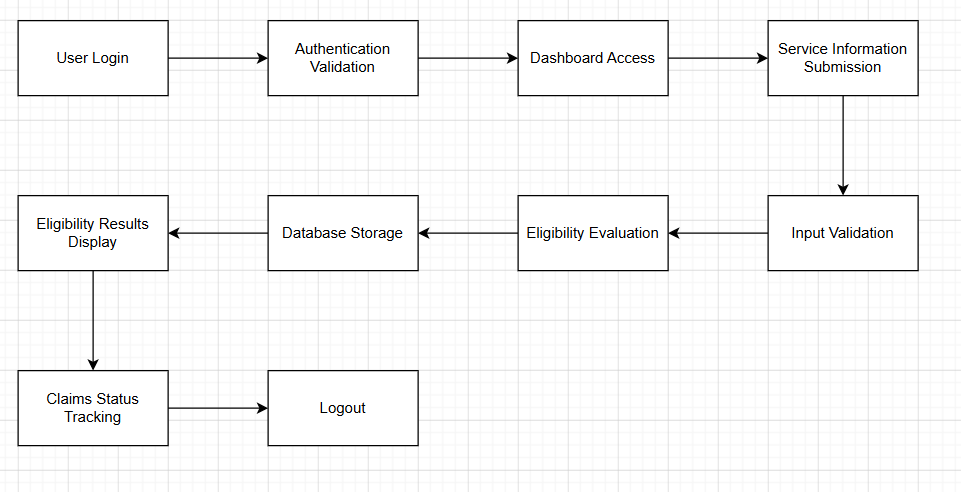 User Login
Authentication
Validation
Dashboard Access
Service Information
Submission
Eligibility Results
Display
Database Storage
Eligibility Evaluation
Input Validation
Claims Status
Tracking
Logout